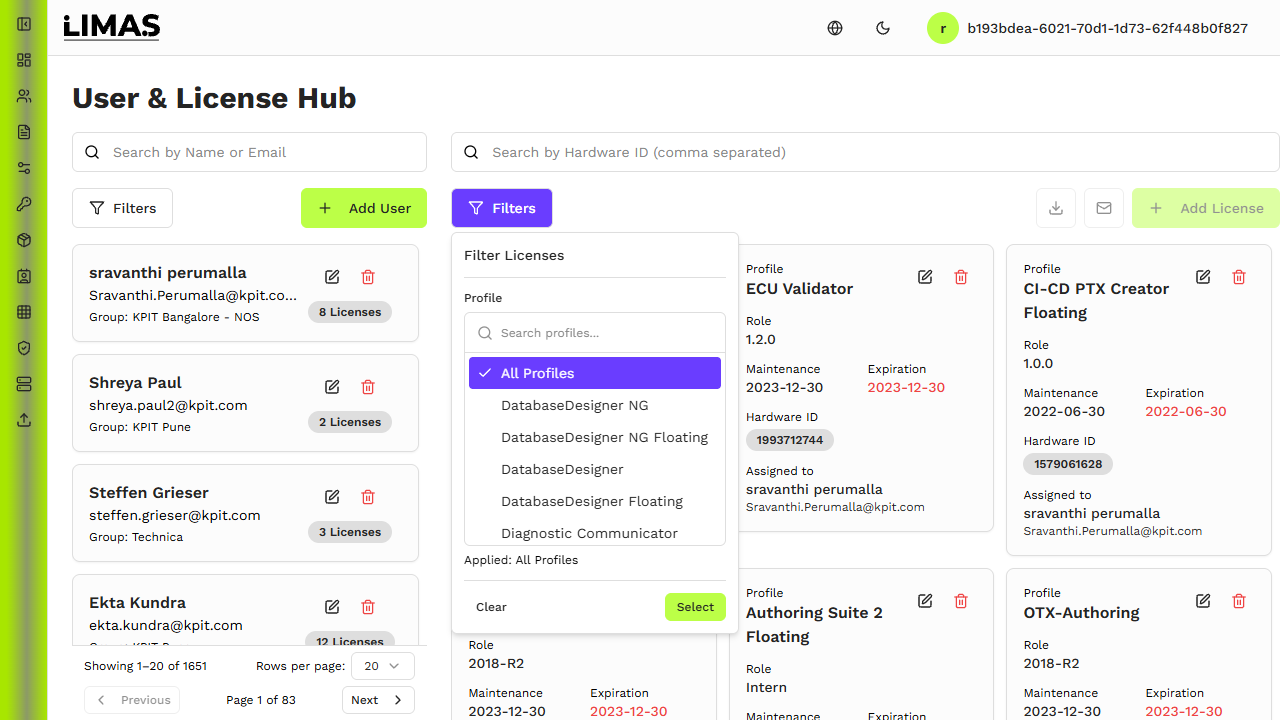 LIMAS
r
b193bdea-6021-70d1-1d73-62f448b0f827
User & License Hub
Search by Name or Email
Search by Hardware ID (comma separated)
Filters
Add User
Filters
Add License
sravanthi perumalla
Sravanthi.Perumalla@kpit.co...
Group: KPIT Bangalore - NOS
8 Licenses
Shreya Paul
shreya.paul2@kpit.com
Group: KPIT Pune
2 Licenses
Steffen Grieser
steffen.grieser@kpit.com
Group: Technica
3 Licenses
Ekta Kundra
ekta.kundra@kpit.com
12 Licenses
Showing 1–20 of 1651
Rows per page:
20
Previous
Page 1 of 83
Next
Filter Licenses
Profile
Search profiles...
All Profiles
DatabaseDesigner NG
DatabaseDesigner NG Floating
DatabaseDesigner
DatabaseDesigner Floating
Diagnostic Communicator
Applied: All Profiles
Clear
Select
Role
2018-R2
Maintenance
2023-12-30
Expiration
2023-12-30
Profile
ECU Validator
Role
1.2.0
Maintenance
2023-12-30
Expiration
2023-12-30
Hardware ID
1993712744
Assigned to
sravanthi perumalla
Sravanthi.Perumalla@kpit.com
Profile
CI-CD PTX Creator
Floating
Role
1.0.0
Maintenance
2022-06-30
Expiration
2022-06-30
Hardware ID
1579061628
Assigned to
sravanthi perumalla
Sravanthi.Perumalla@kpit.com
Profile
Authoring Suite 2
Floating
Role
Intern
Maintenance
Expiration
Profile
OTX-Authoring
Role
2018-R2
Maintenance
2023-12-30
Expiration
2023-12-30